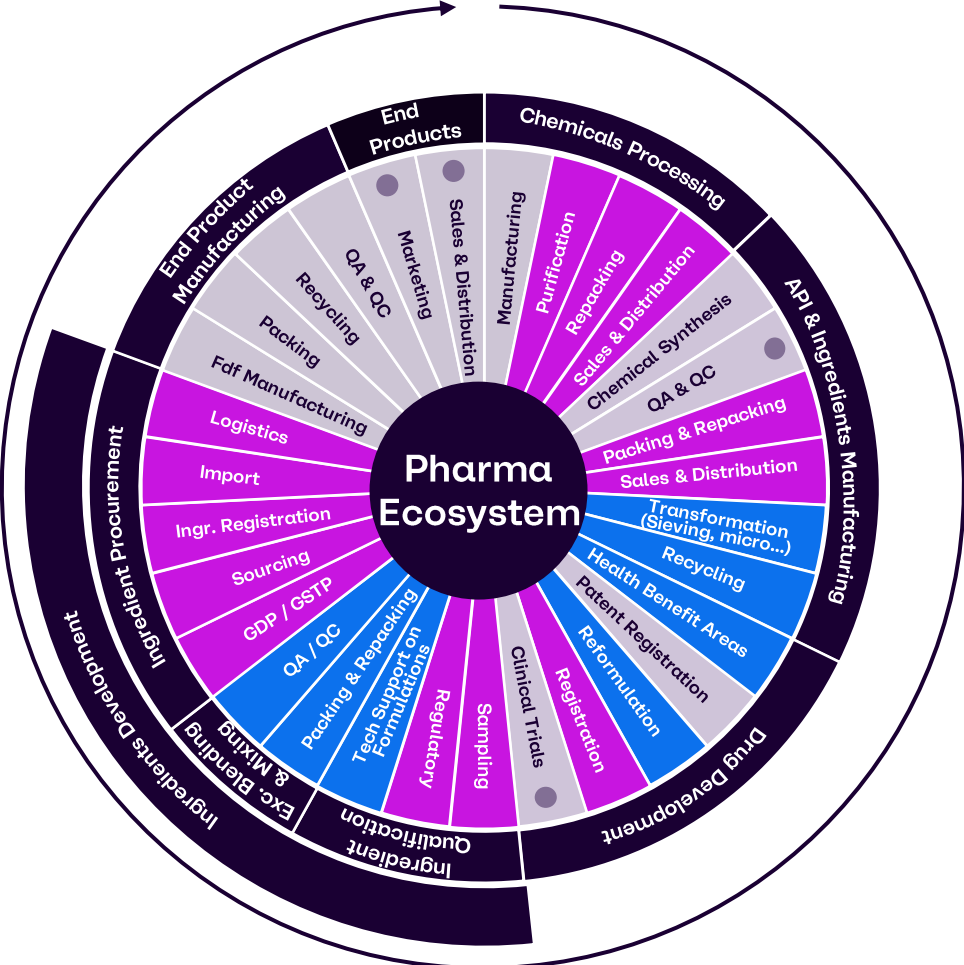 Pharma
Ecosystem
Chemicals Processing
Manufacturing
Purification
Repacking
Sales & Distribution
API & Ingredients Manufacturing
Chemical Synthesis
QA & QC
Packing & Repacking
Sales & Distribution
Transformation
(Sieving, micro...)
Recycling
Drug Development
Health Benefit Areas
Patent Registration
Reformulation
Registration
Clinical Trials
Ingredients Development
Ingredient
Qualification
Sampling
Regulatory
Tech Support on
Formulations
Exc. Blending
& Mixing
Packing & Repacking
QA / QC
Ingredient Procurement
GDP / GSTP
Sourcing
Ingr. Registration
Import
Logistics
End Product
Manufacturing
Fdf Manufacturing
Packing
Recycling
QA & QC
End
Products
Marketing
Sales & Distribution